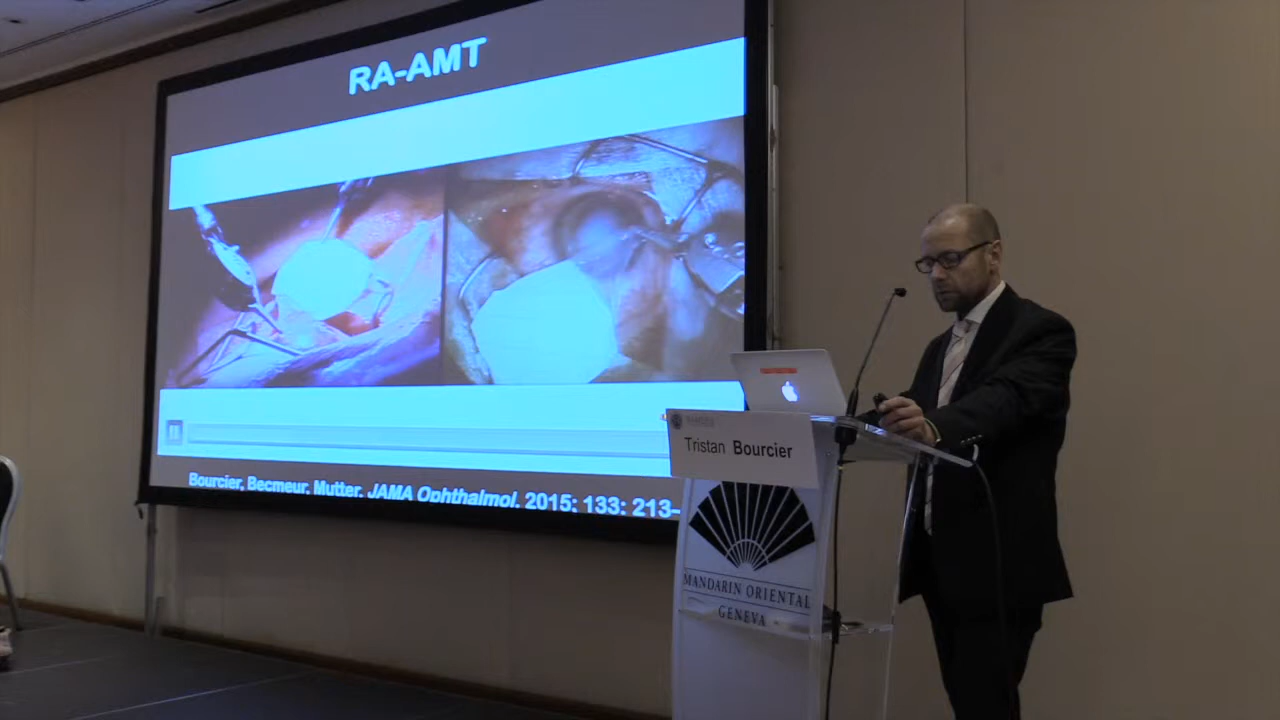 RA-AMT
Bourcier, Becmeur, Mutter. JAMA Ophthalmol. 2015; 133: 213-
Tristan Bourcier
MANDARIN ORIENTAL
GENEVA